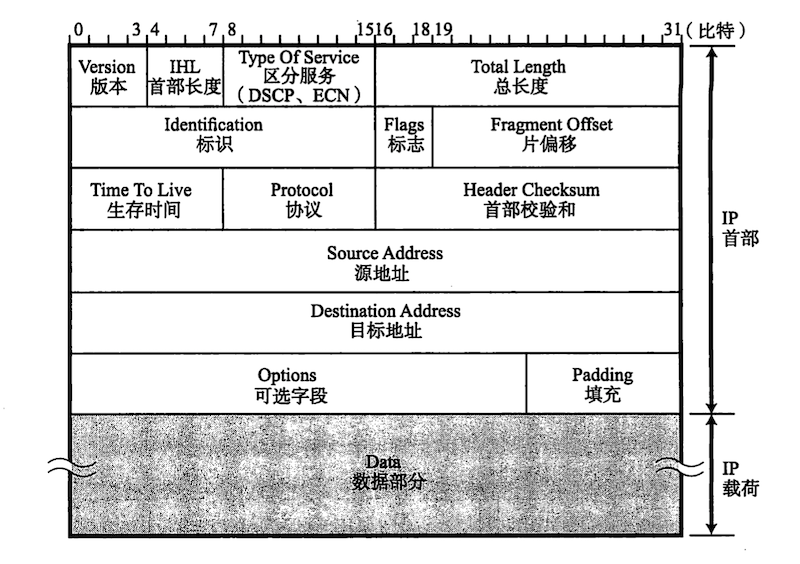 0 3 4 7 8 1516 18 19 31(比特)
Version
版本
IHL
首部长度
Type Of Service
区分服务
(DSCP、ECN)
Total Length
总长度
Identification
标识
Flags
标志
Fragment Offset
片偏移
Time To Live
生存时间
Protocol
协议
Header Checksum
首部校验和
Source Address
源地址
Destination Address
目标地址
Options
可选字段
Padding
填充
IP
首部
Data
数据部分
IP
载荷